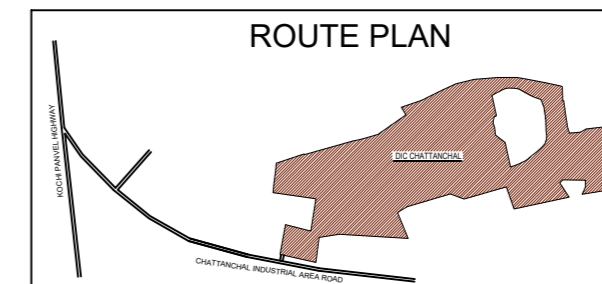 ROUTE PLAN
KOCHI PANVEL HIGHWAY
DIC CHATTANCHAL
CHATTANCHAL INDUSTRIAL AREA ROAD